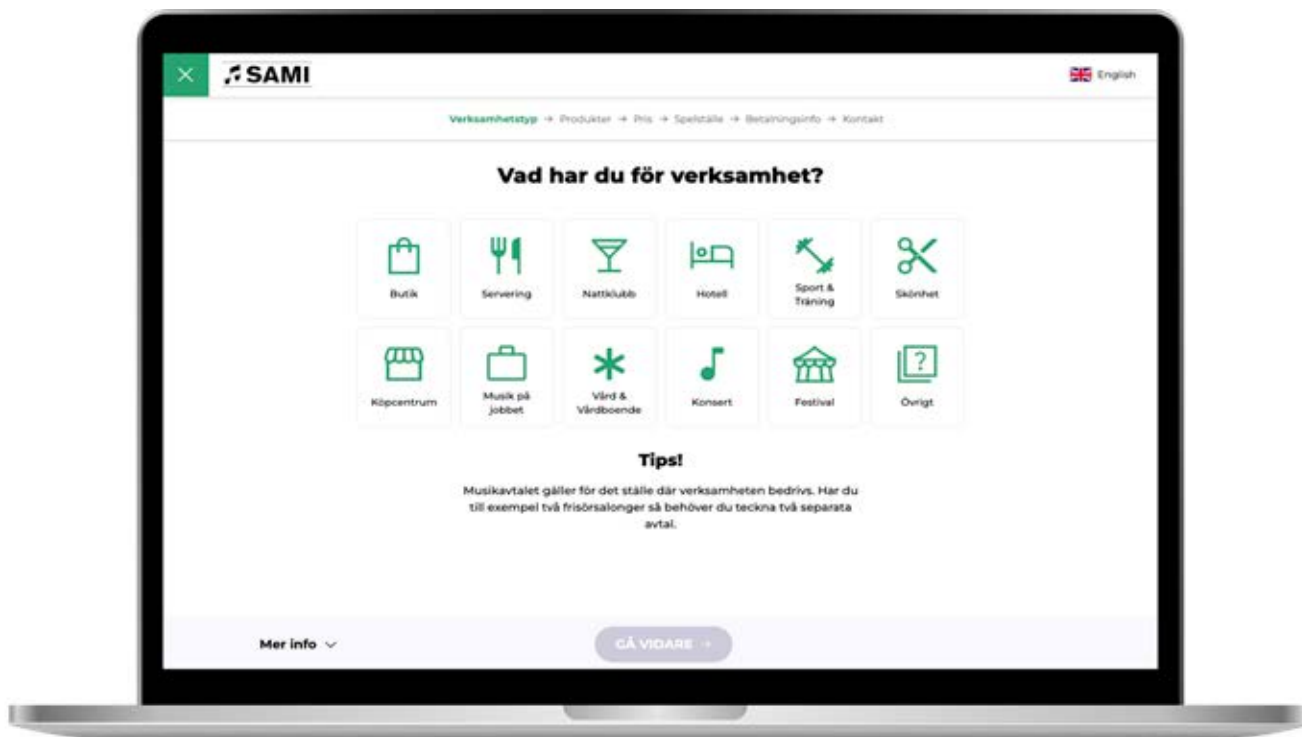 SAMI
English
Verksamhetstyp → Produkter → Pris → Spelställe → Betalningsinfo → Kontakt
Vad har du för verksamhet?
Butik
Servering
Nattklubb
Hotell
Sport &
Träning
Skönhet
Köpcentrum
Musik på
jobbet
Vård &
Vårdboende
Konsert
Festival
?
Övrigt
Tips!
Musikavtalet gäller för det ställe där verksamheten bedrivs. Har du
till exempel två frisörsalonger så behöver du teckna två separata
avtal.
Mer info
GÅ VIDARE →